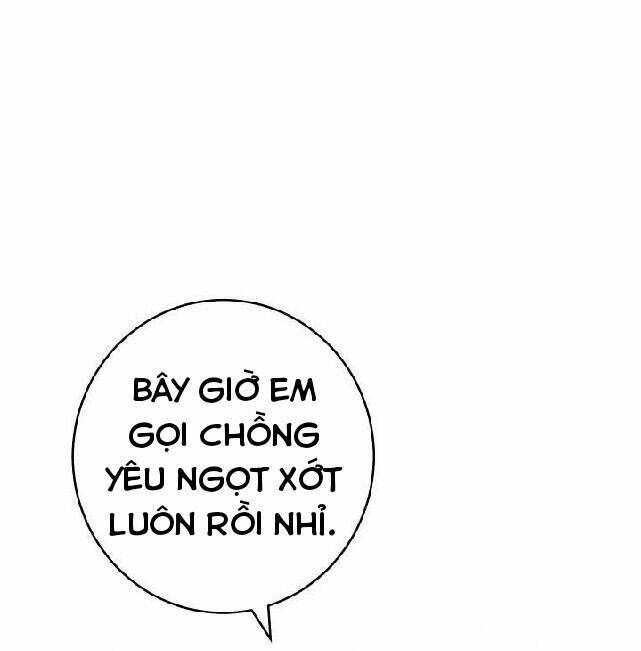 BÂY GIỜ EM
GỌI CHỒNG
YÊU NGỌT XỚT
LUÔN RỒI NHỈ.